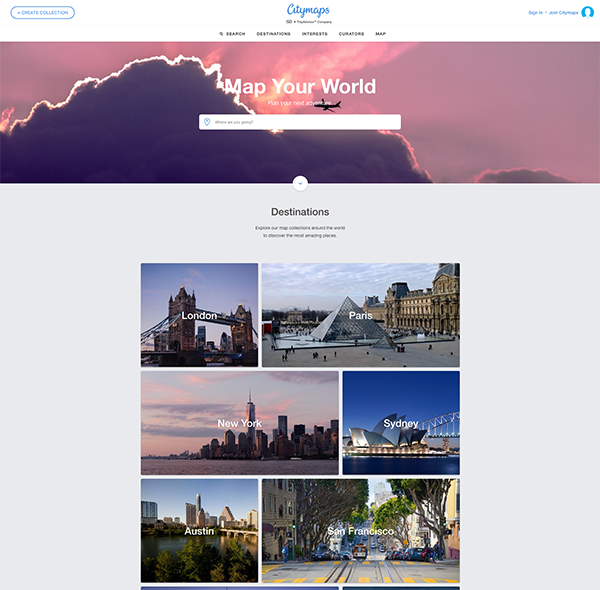 + CREATE COLLECTION
Citymaps
A TripAdvisor® Company
Sign In
Join Citymaps
SEARCH
DESTINATIONS
INTERESTS
CURATORS
MAP
Map Your World
Plan your next adventure
Where are you going?
Destinations
Explore our map collections around the world
to discover the most amazing places.
London
Paris
New York
Sydney
Austin
San Francisco